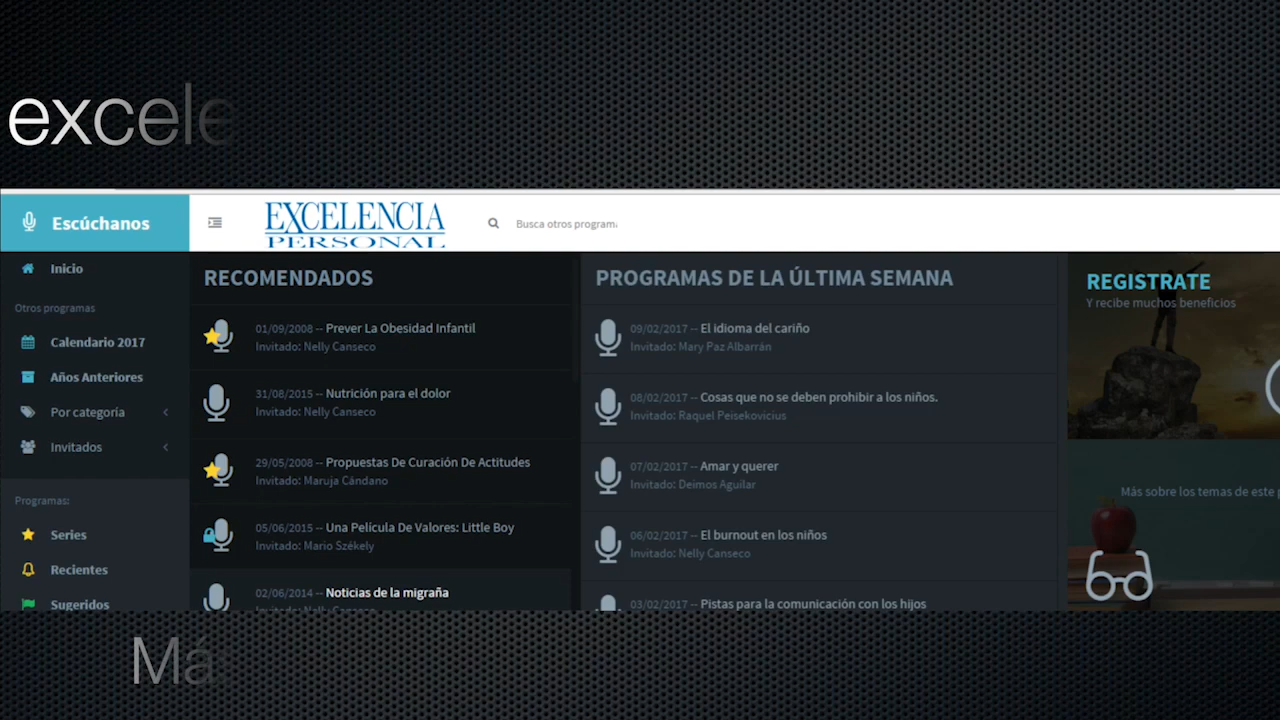 excele
Escúchanos
EXCELENCIA
PERSONAL
Busca otros programa
Inicio
Otros programas
Calendario 2017
Años Anteriores
Por categoría
Invitados
Programas:
Series
Recientes
Sugeridos
RECOMENDADOS
01/09/2008 -- Prever La Obesidad Infantil
Invitado: Nelly Canseco
31/08/2015 -- Nutrición para el dolor
Invitado: Nelly Canseco
29/05/2008 -- Propuestas De Curación De Actitudes
Invitado: Maruja Cándano
05/06/2015 -- Una Película De Valores: Little Boy
Invitado: Mario Székely
02/06/2014 -- Noticias de la migraña
Invitado: Nelly Canseco
PROGRAMAS DE LA ÚLTIMA SEMANA
09/02/2017 -- El idioma del cariño
Invitado: Mary Paz Albarrán
08/02/2017 -- Cosas que no se deben prohibir a los niños.
Invitado: Raquel Peisekovicius
07/02/2017 -- Amar y querer
Invitado: Deimos Aguilar
06/02/2017 -- El burnout en los niños
Invitado: Nelly Canseco
03/02/2017 -- Pistas para la comunicación con los hijos
REGISTRATE
Y recibe muchos beneficios
Más sobre los temas de este
Má